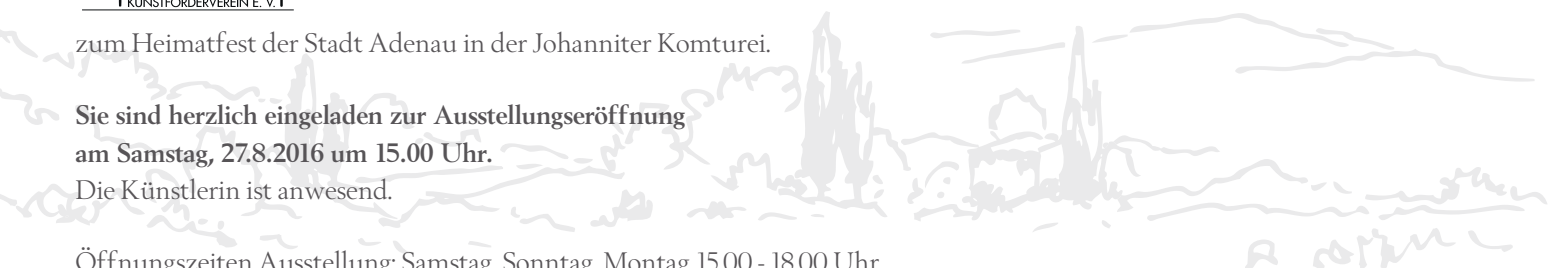 KUNSTFÖRDERVEREIN E. V.
zum Heimatfest der Stadt Adenau in der Johanniter Komturei.
Sie sind herzlich eingeladen zur Ausstellungseröffnung
am Samstag, 27.8.2016 um 15.00 Uhr.
Die Künstlerin ist anwesend.
Öffnungszeiten Ausstellung: Samstag, Sonntag, Montag 15.00 - 18.00 Uhr